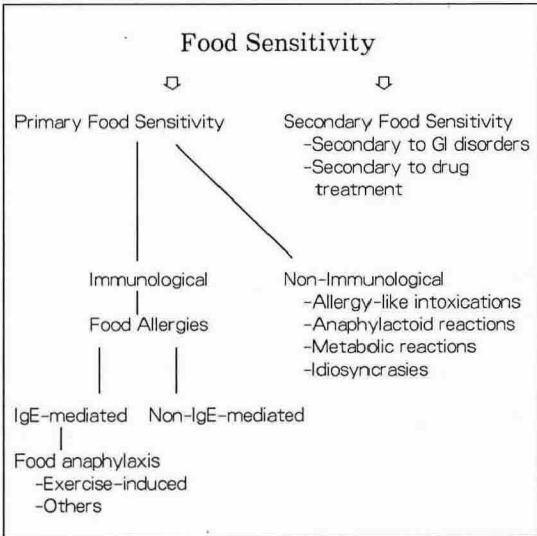 Food Sensitivity
Primary Food Sensitivity
Secondary Food Sensitivity
-Secondary to GI disorders
-Secondary to drug
treatment
Immunological
Food Allergies
Non-Immunological
-Allergy-like intoxications
-Anaphylactoid reactions
-Metabolic reactions
-Idiosyncrasies
IgE-mediated
Non-IgE-mediated
Food anaphylaxis
-Exercise-induced
-Others